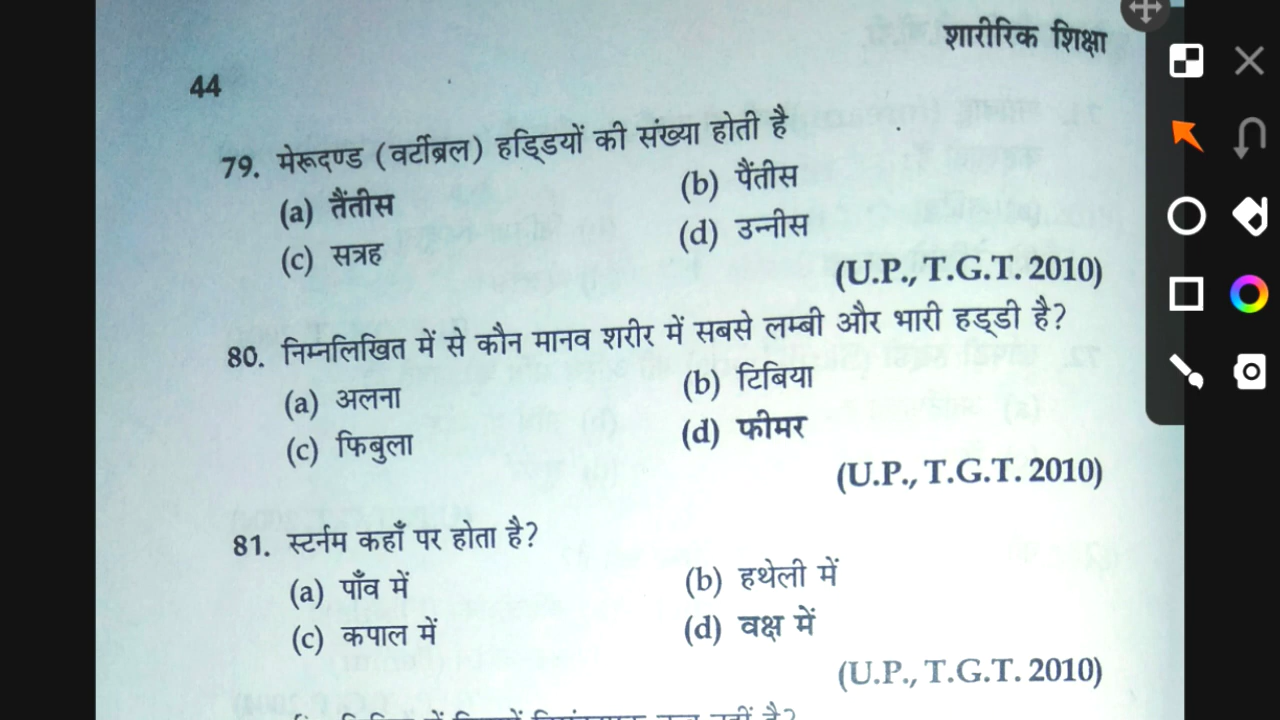 शारीरिक शिक्षा
44
79. मेरूदण्ड (वर्टीब्रल) हड्डियों की संख्या होती है
(a) तैंतीस (b) पैंतीस
(c) सत्रह (d) उन्नीस
(U.P., T.G.T. 2010)
80. निम्नलिखित में से कौन मानव शरीर में सबसे लम्बी और भारी हड्डी है?
(a) अलना (b) टिबिया
(c) फिबुला (d) फीमर
(U.P., T.G.T. 2010)
81. स्टर्नम कहाँ पर होता है?
(a) पाँव में (b) हथेली में
(c) कपाल में (d) वक्ष में
(U.P., T.G.T. 2010)